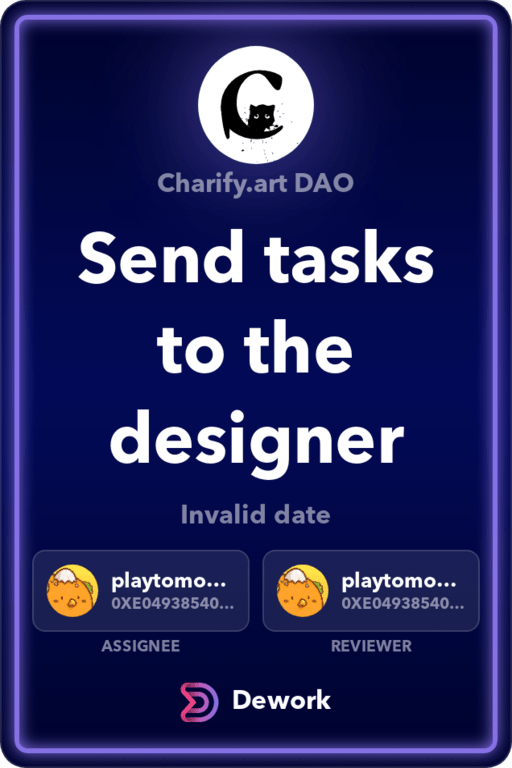 Charify.art DAO
Send tasks
to the
designer
Invalid date
playtomo...
0XE04938540...
ASSIGNEE
playtomo...
0XE04938540...
REVIEWER
Dework